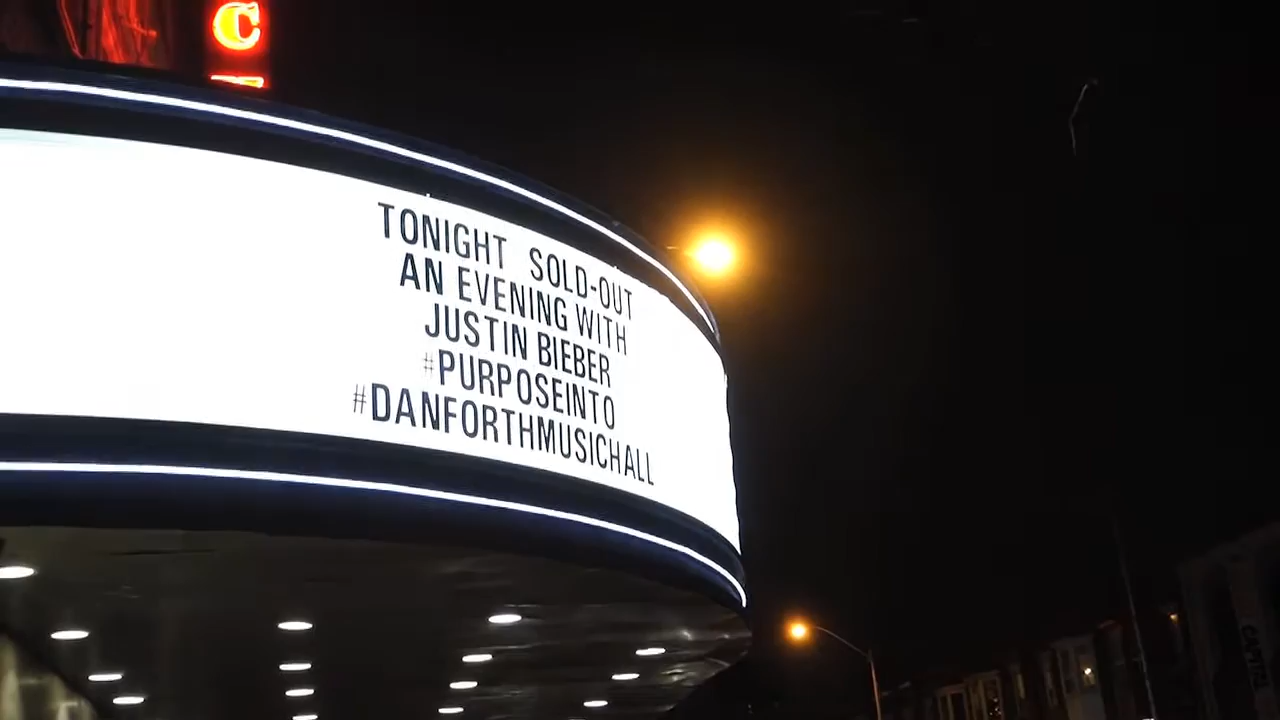 C
TONIGHT SOLD-OUT
AN EVENING WITH
JUSTIN BIEBER
#PURPOSEINTO
#DANFORTHMUSICHALL